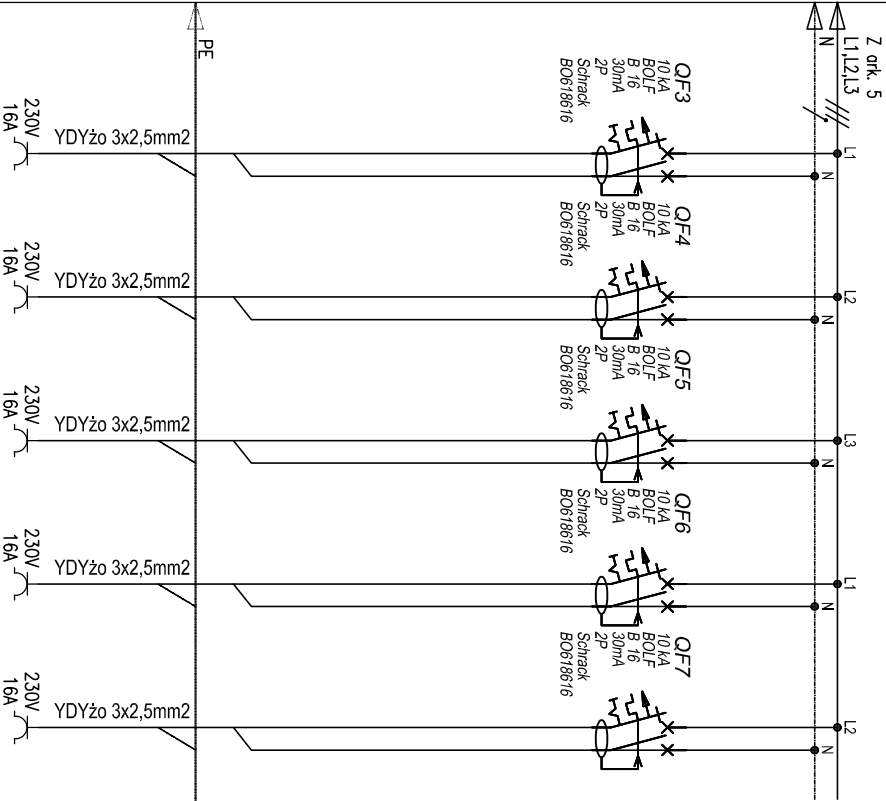 Z ark. 5
L1,L2,L3
N
PE
L1
N
QF3
10 kA
BOLF
B 16
30mA
2P
Schrack
BO618616
YDYżo 3x2,5mm2
230V
16A
L2
N
QF4
10 kA
BOLF
B 16
30mA
2P
Schrack
BO618616
YDYżo 3x2,5mm2
230V
16A
L3
N
QF5
10 kA
BOLF
B 16
30mA
2P
Schrack
BO618616
YDYżo 3x2,5mm2
230V
16A
L1
N
QF6
10 kA
BOLF
B 16
30mA
2P
Schrack
BO618616
YDYżo 3x2,5mm2
230V
16A
L2
N
QF7
10 kA
BOLF
B 16
30mA
2P
Schrack
BO618616
YDYżo 3x2,5mm2
230V
16A